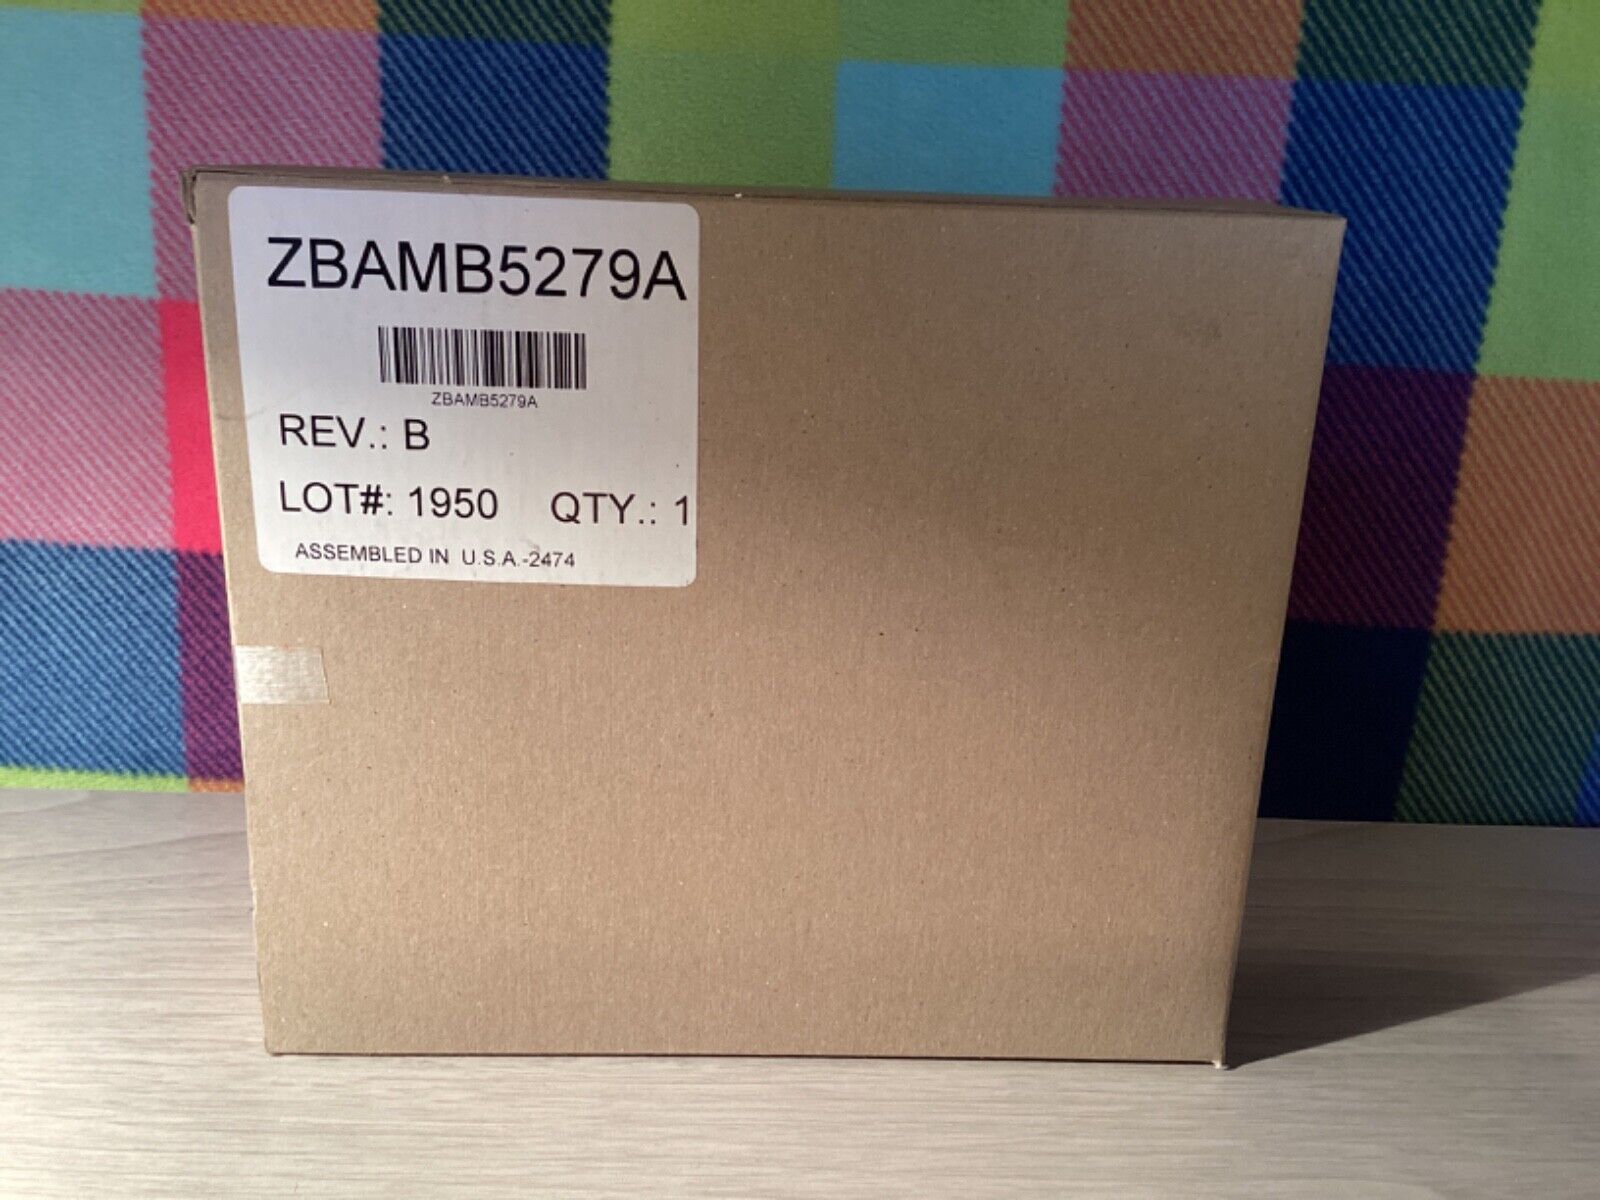 ZBAMB5279A
ZBAMB5279A
REV.: B
LOT#: 1950 QTY.: 1
ASSEMBLED IN U.S.A.-2474